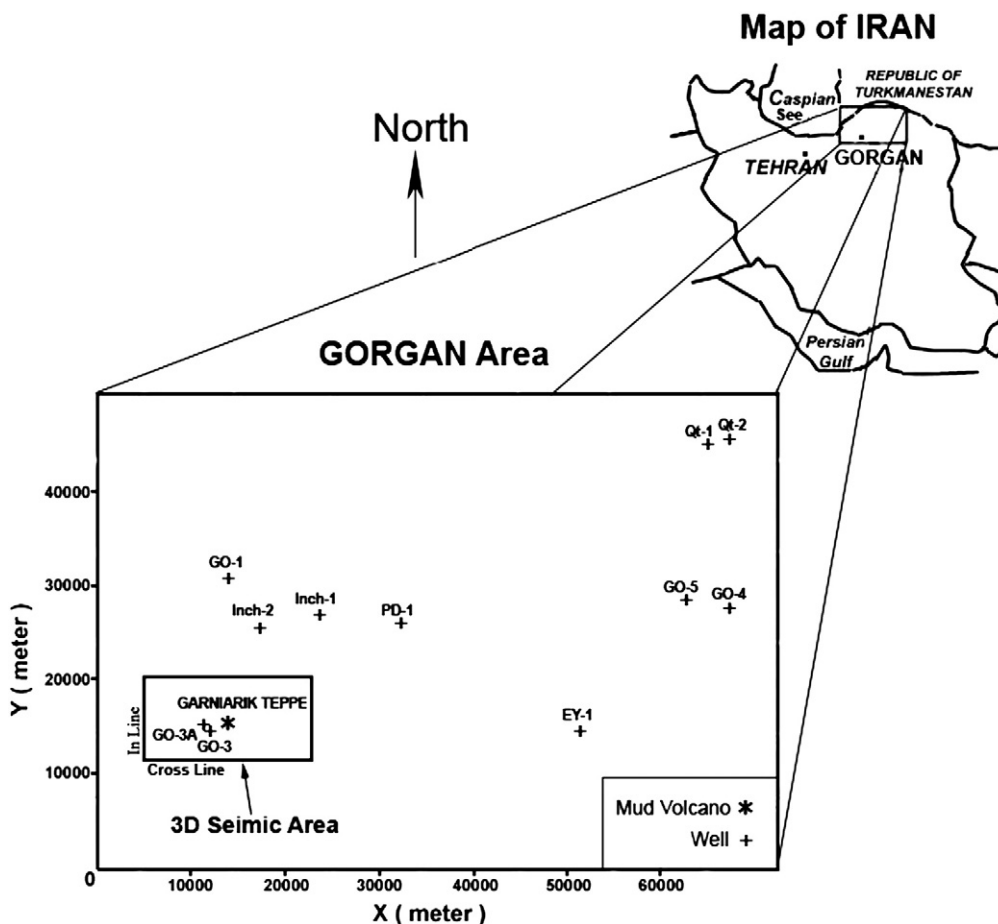 Map of IRAN
REPUBLIC OF
TURKMANESTAN
Caspian
See
North
GORGAN
TEHRAN
Persian
Gulf
GORGAN Area
Qt-1
Qt-2
40000
GO-1
30000
Inch-2
Inch-1
PD-1
GO-5
GO-4
20000
GARNIARIK TEPPE
GO-3A
GO-3
In Line
Cross Line
EY-1
10000
3D Seimic Area
Mud Volcano
Well
0
10000
20000
30000
40000
50000
60000
X ( meter )
Y ( meter )